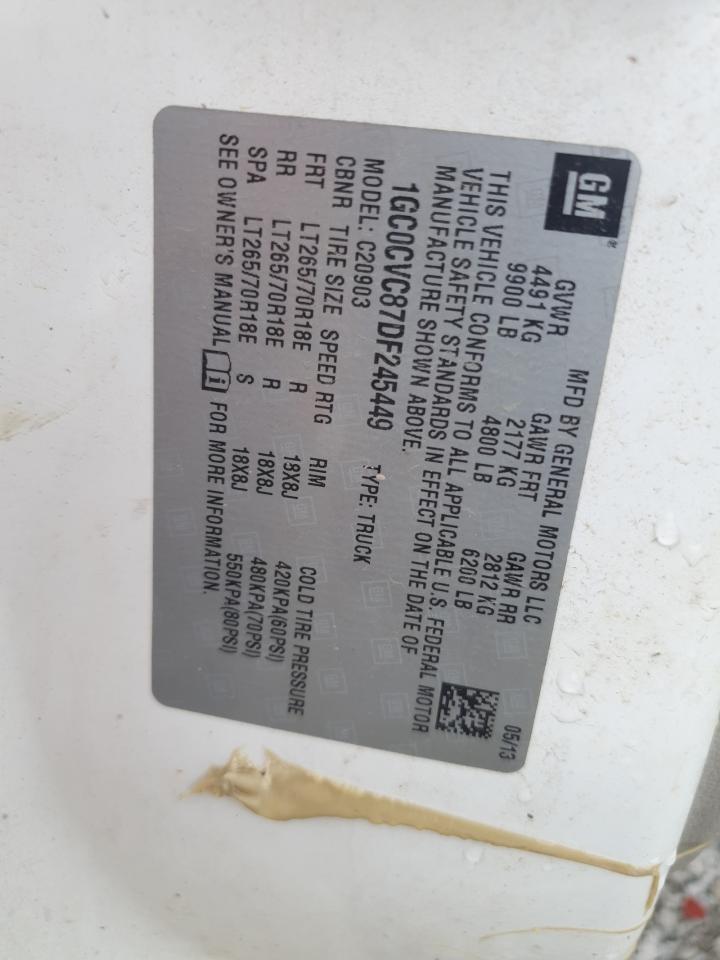 GM®
MFD BY GENERAL MOTORS LLC 05/13
GVWR GAWR FRT GAWR RR
4491 KG 2177 KG 2812 KG
9900 LB 4800 LB 6200 LB
THIS VEHICLE CONFORMS TO ALL APPLICABLE U.S. FEDERAL MOTOR
VEHICLE SAFETY STANDARDS IN EFFECT ON THE DATE OF
MANUFACTURE SHOWN ABOVE.
1GC0CVC87DF245449 TYPE: TRUCK
MODEL: C20903
CBNR TIRE SIZE SPEED RTG RIM COLD TIRE PRESSURE
FRT LT265/70R18E R 18X8J 420KPA(60PSI)
RR LT265/70R18E R 18X8J 480KPA(70PSI)
SPA LT265/70R18E S 18X8J 550KPA(80PSI)
SEE OWNER'S MANUAL i FOR MORE INFORMATION.